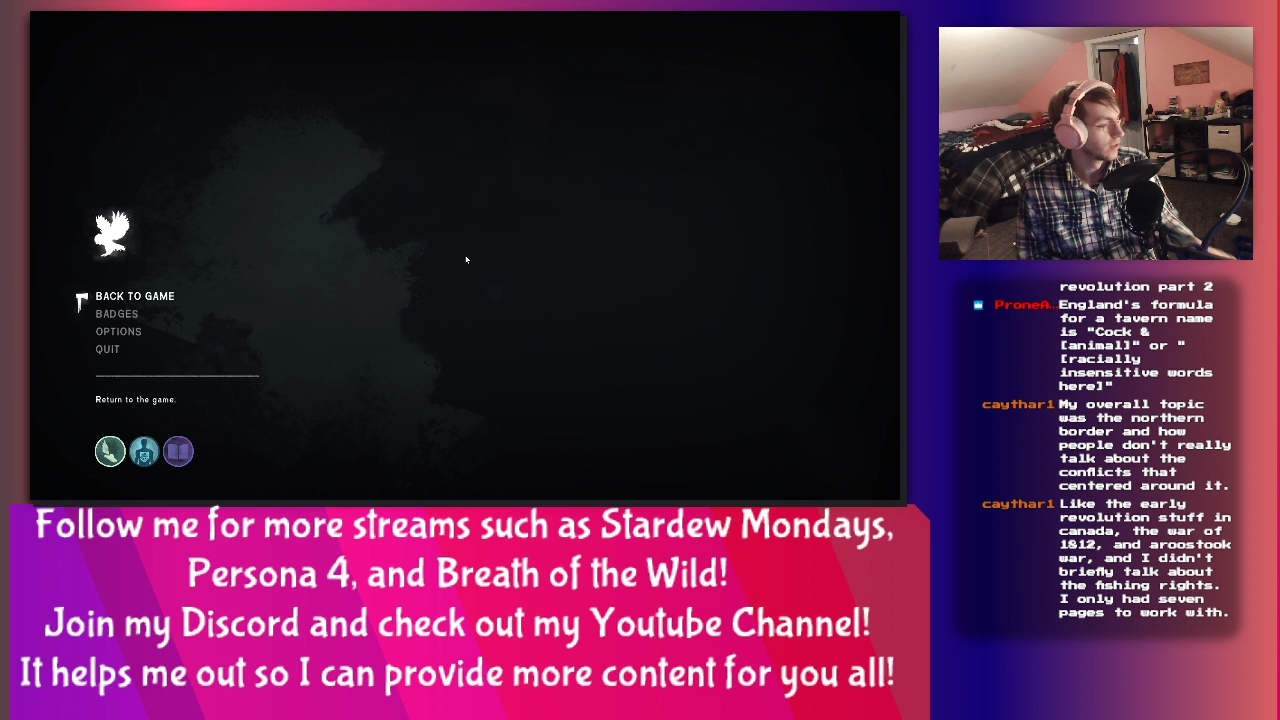 BACK TO GAME
BADGES
OPTIONS
QUIT
Return to the game.
Follow me for more streams such as Stardew Mondays,
Persona 4, and Breath of the Wild!
Join my Discord and check out my Youtube Channel!
It helps me out so I can provide more content for you all!
revolution part 2
ProneA.. England's formula
for a tavern name
is "Cock &
[animal]" or "
[racially
insensitive words
here]"
caythar1 My overall topic
was the northern
border and how
people don't really
talk about the
conflicts that
centered around it.
caythar1 Like the early
revolution stuff in
canada, the war of
1812, and aroostook
war, and I didn't
briefly talk about
the fishing rights.
I only had seven
pages to work with.